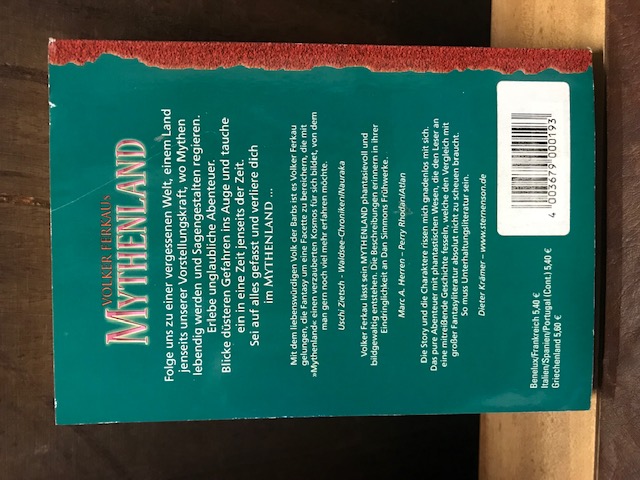 VOLKER FERKAUs
MYTHENLAND
Folge uns zu einer vergessenen Welt, einem Land
jenseits unserer Vorstellungskraft, wo Mythen
lebendig werden und Sagengestalten regieren.
Erlebe unglaubliche Abenteuer.
Blicke düsteren Gefahren ins Auge und tauche
ein in eine Zeit jenseits der Zeit.
Sei auf alles gefasst und verliere dich
im MYTHENLAND ...
Mit dem liebenswürdigen Volk der Barbs ist es Volker Ferkau
gelungen, die Fantasy um eine Facette zu bereichern, die mit
»Mythenland« einen verzauberten Kosmos für sich bildet, von dem
man gern noch viel mehr erfahren möchte.
Uschi Zietsch - Waldsee-Chroniken/Nauraka
Volker Ferkau lässt sein MYTHENLAND phantasievoll und
bildgewaltig entstehen. Die Beschreibungen erinnern in ihrer
Eindringlichkeit an Dan Simmons Frühwerke.
Marc A. Herren – Perry Rhodan/Atlan
Die Story und die Charaktere rissen mich gnadenlos mit sich.
Das pure Abenteuer mit phantastischen Wesen, die den Leser an
eine mitreißende Geschichte fesseln, welche den Vergleich mit
großer Fantasyliteratur absolut nicht zu scheuen braucht.
So muss Unterhaltungsliteratur sein.
Dieter Krämer – www.sternenson.de
Benelux/Frankreich 5,40 €
Italien/Spanien/Portugal (Cont.) 5,40 €
Griechenland 5,60 €
4 003679 000193